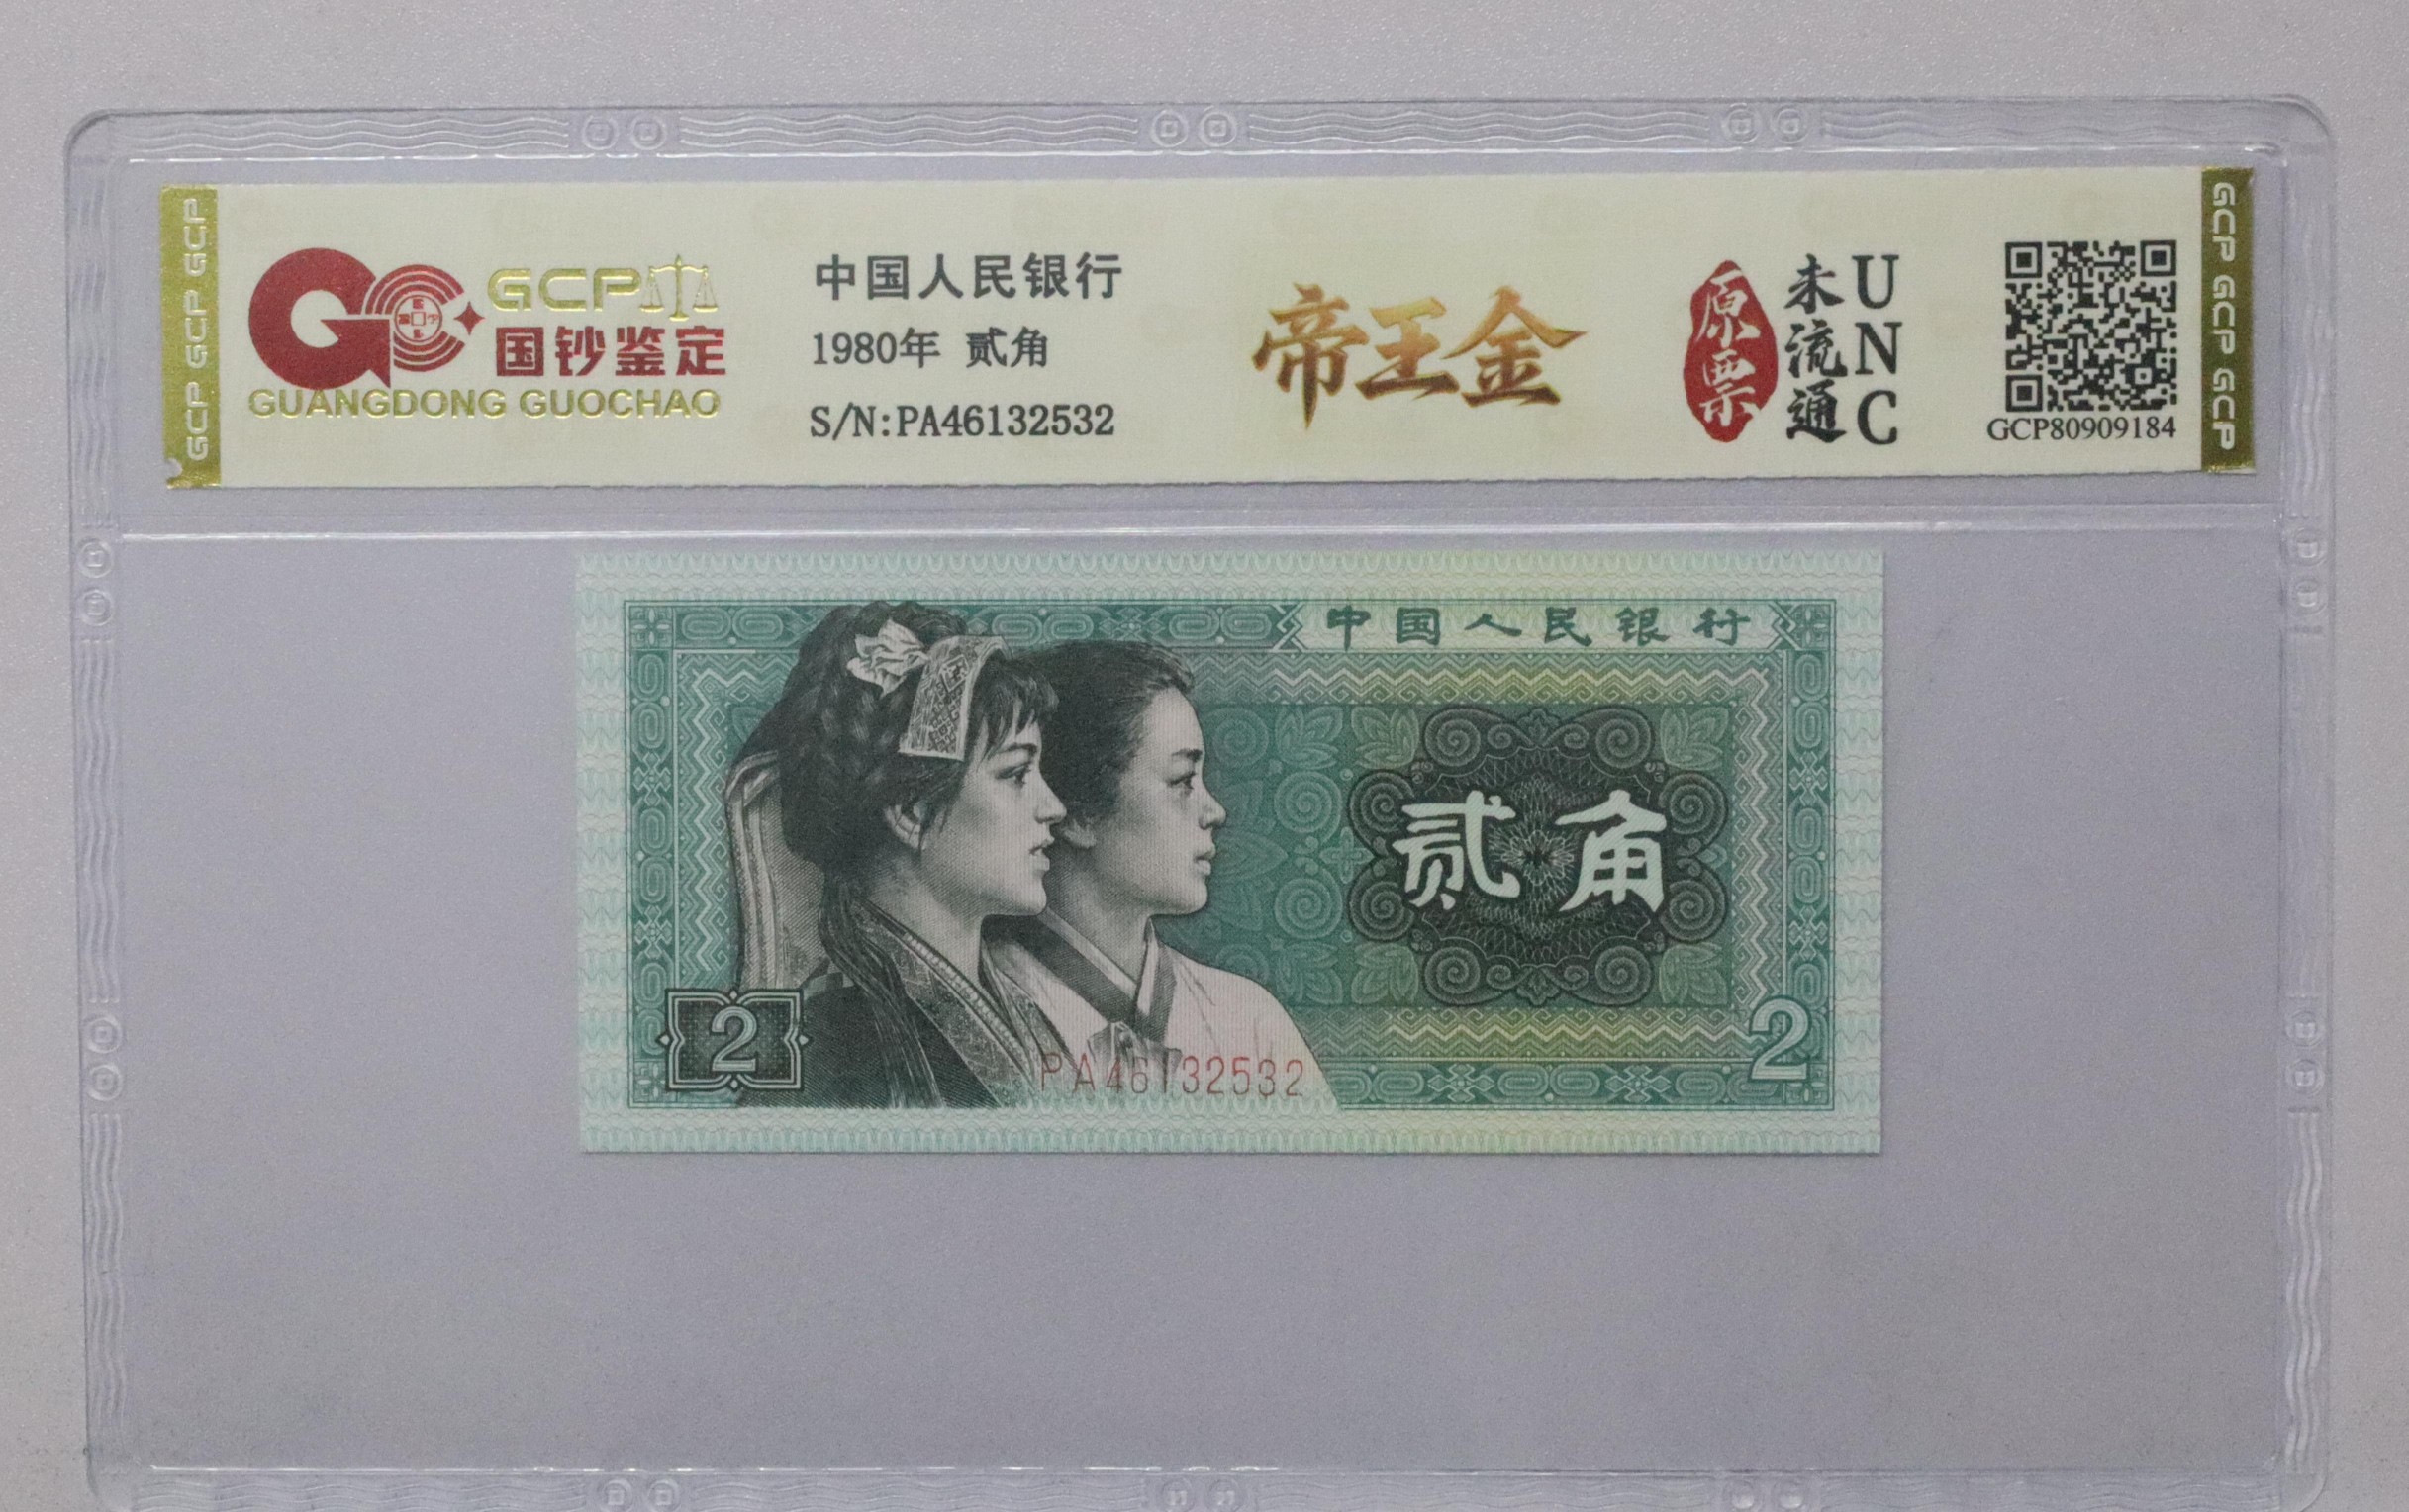 GCP GCP GCP
GCP
国钞鉴定
GUANGDONG GUOCHAO
中国人民银行
1980年 贰角
S/N:PA46132532
帝王金
原票
未流通
UNC
GCP80909184
GCP GCP GCP
中国人民银行
贰角
2
2
PA46132532